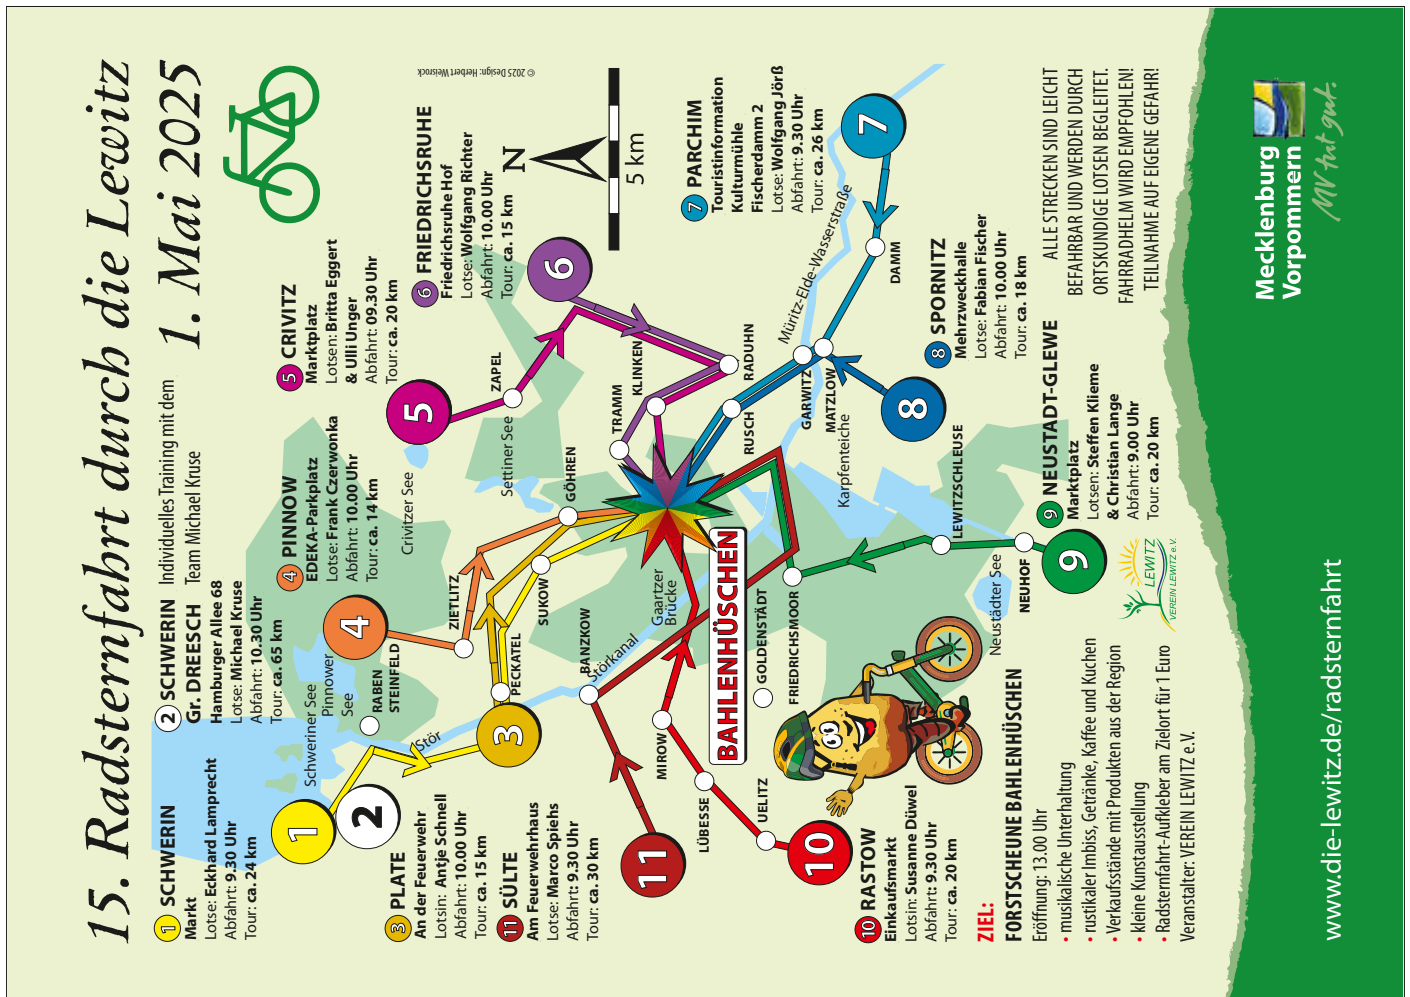 15. Radsternfahrt durch die Lewitz
1. Mai 2025
Individuelles Training mit dem
Team Michael Kruse
1 SCHWERIN
Markt
Lotse: Eckhard Lamprecht
Abfahrt: 9.30 Uhr
Tour: ca. 24 km
2 SCHWERIN
Gr. DREESCH
Hamburger Allee 68
Lotse: Michael Kruse
Abfahrt: 10.30 Uhr
Tour: ca. 65 km
4 PINNOW
EDEKA-Parkplatz
Lotse: Frank Czerwonka
Abfahrt: 10.00 Uhr
Tour: ca. 14 km
5 CRIVITZ
Marktplatz
Lotsen: Britta Eggert
& Ulli Unger
Abfahrt: 09.30 Uhr
Tour: ca. 20 km
6 FRIEDRICHSRUHE
Friedrichsruhe Hof
Lotse: Wolfgang Richter
Abfahrt: 10.00 Uhr
Tour: ca. 15 km
© 2025 Design: Herbert Weisrock
N
5 km
3 PLATE
An der Feuerwehr
Lotsin: Antje Schnell
Abfahrt: 10.00 Uhr
Tour: ca. 15 km
11 SÜLTE
Am Feuerwehrhaus
Lotse: Marco Spiehs
Abfahrt: 9.30 Uhr
Tour: ca. 30 km
7 PARCHIM
Touristinformation
Kulturmühle
Fischerdamm 2
Lotse: Wolfgang Jörß
Abfahrt: 9.30 Uhr
Tour: ca. 26 km
8 SPORNITZ
Mehrzweckhalle
Lotse: Fabian Fischer
Abfahrt: 10.00 Uhr
Tour: ca. 18 km
9 NEUSTADT-GLEWE
Marktplatz
Lotsen: Steffen Klieme
& Christian Lange
Abfahrt: 9.00 Uhr
Tour: ca. 20 km
10 RASTOW
Einkaufsmarkt
Lotsin: Susanne Düwel
Abfahrt: 9.30 Uhr
Tour: ca. 20 km
1
2
3
4
5
6
7
8
9
10
11
Schweriner See
Pinnower
See
RABEN
STEINFELD
Stör
Crivitzer See
ZIETLITZ
PECKATEL
SUKOW
GÖHREN
Settiner See
ZAPEL
BANZKOW
Störkanal
TRAMM
KLINKEN
RADUHN
Gaartzer
Brücke
MIROW
LÜBESSE
UELITZ
BAHLENHÜSCHEN
RUSCH
GOLDENSTÄDT
FRIEDRICHSMOOR
Müritz-Elde-Wasserstraße
GARWITZ
MATZLOW
DAMM
Karpfenteiche
LEWITZSCHLEUSE
Neustädter See
NEUHOF
ZIEL:
FORSTSCHEUNE BAHLENHÜSCHEN
Eröffnung: 13.00 Uhr
• musikalische Unterhaltung
• rustikaler Imbiss, Getränke, Kaffee und Kuchen
• Verkaufsstände mit Produkten aus der Region
• kleine Kunstausstellung
• Radsternfahrt-Aufkleber am Zielort für 1 Euro
Veranstalter: VEREIN LEWITZ e.V.
LEWITZ
VEREIN LEWITZ e.V.
ALLE STRECKEN SIND LEICHT
BEFAHRBAR UND WERDEN DURCH
ORTSKUNDIGE LOTSEN BEGLEITET.
FAHRRADHELM WIRD EMPFOHLEN!
TEILNAHME AUF EIGENE GEFAHR!
www.die-lewitz.de/radsternfahrt
Mecklenburg
Vorpommern
MV tut gut.